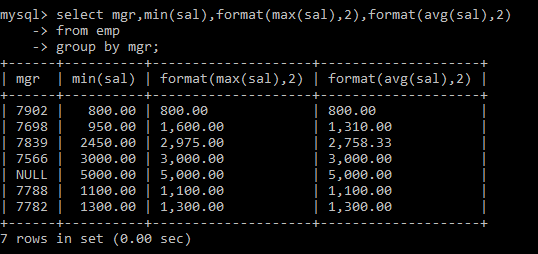 mysql> select mgr,min(sal),format(max(sal),2),format(avg(sal),2)
    -> from emp
    -> group by mgr;
+------+----------+--------------------+--------------------+
| mgr  | min(sal) | format(max(sal),2) | format(avg(sal),2) |
+------+----------+--------------------+--------------------+
| 7902 |   800.00 | 800.00             | 800.00             |
| 7698 |   950.00 | 1,600.00           | 1,310.00           |
| 7839 |  2450.00 | 2,975.00           | 2,758.33           |
| 7566 |  3000.00 | 3,000.00           | 3,000.00           |
| NULL |  5000.00 | 5,000.00           | 5,000.00           |
| 7788 |  1100.00 | 1,100.00           | 1,100.00           |
| 7782 |  1300.00 | 1,300.00           | 1,300.00           |
+------+----------+--------------------+--------------------+
7 rows in set (0.00 sec)